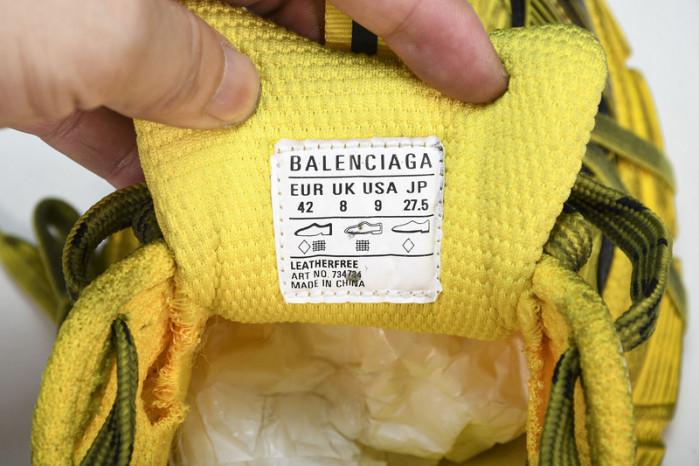 BALENCIAGA
EUR UK USA JP
42 8 9 27.5
LEATHERFREE
ART NO. 734734
MADE IN CHINA